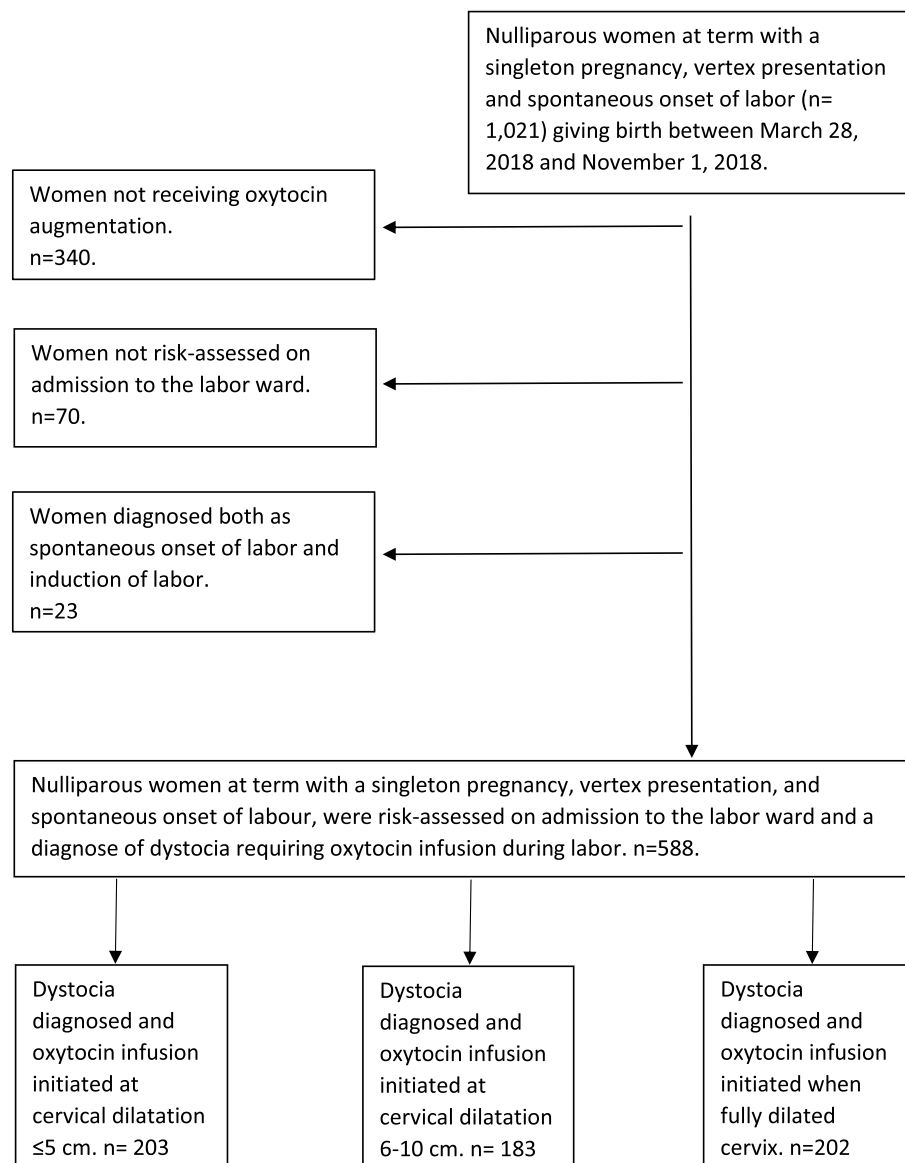 Nulliparous women at term with a
singleton pregnancy, vertex presentation
and spontaneous onset of labor (n=
1,021) giving birth between March 28,
2018 and November 1, 2018.
Women not receiving oxytocin
augmentation.
n=340.
Women not risk-assessed on
admission to the labor ward.
n=70.
Women diagnosed both as
spontaneous onset of labor and
induction of labor.
n=23
Nulliparous women at term with a singleton pregnancy, vertex presentation, and
spontaneous onset of labour, were risk-assessed on admission to the labor ward and a
diagnose of dystocia requiring oxytocin infusion during labor. n=588.
Dystocia
diagnosed and
oxytocin infusion
initiated at
cervical dilatation
≤5 cm. n= 203
Dystocia
diagnosed and
oxytocin infusion
initiated at
cervical dilatation
6-10 cm. n= 183
Dystocia
diagnosed and
oxytocin infusion
initiated when
fully dilated
cervix. n=202